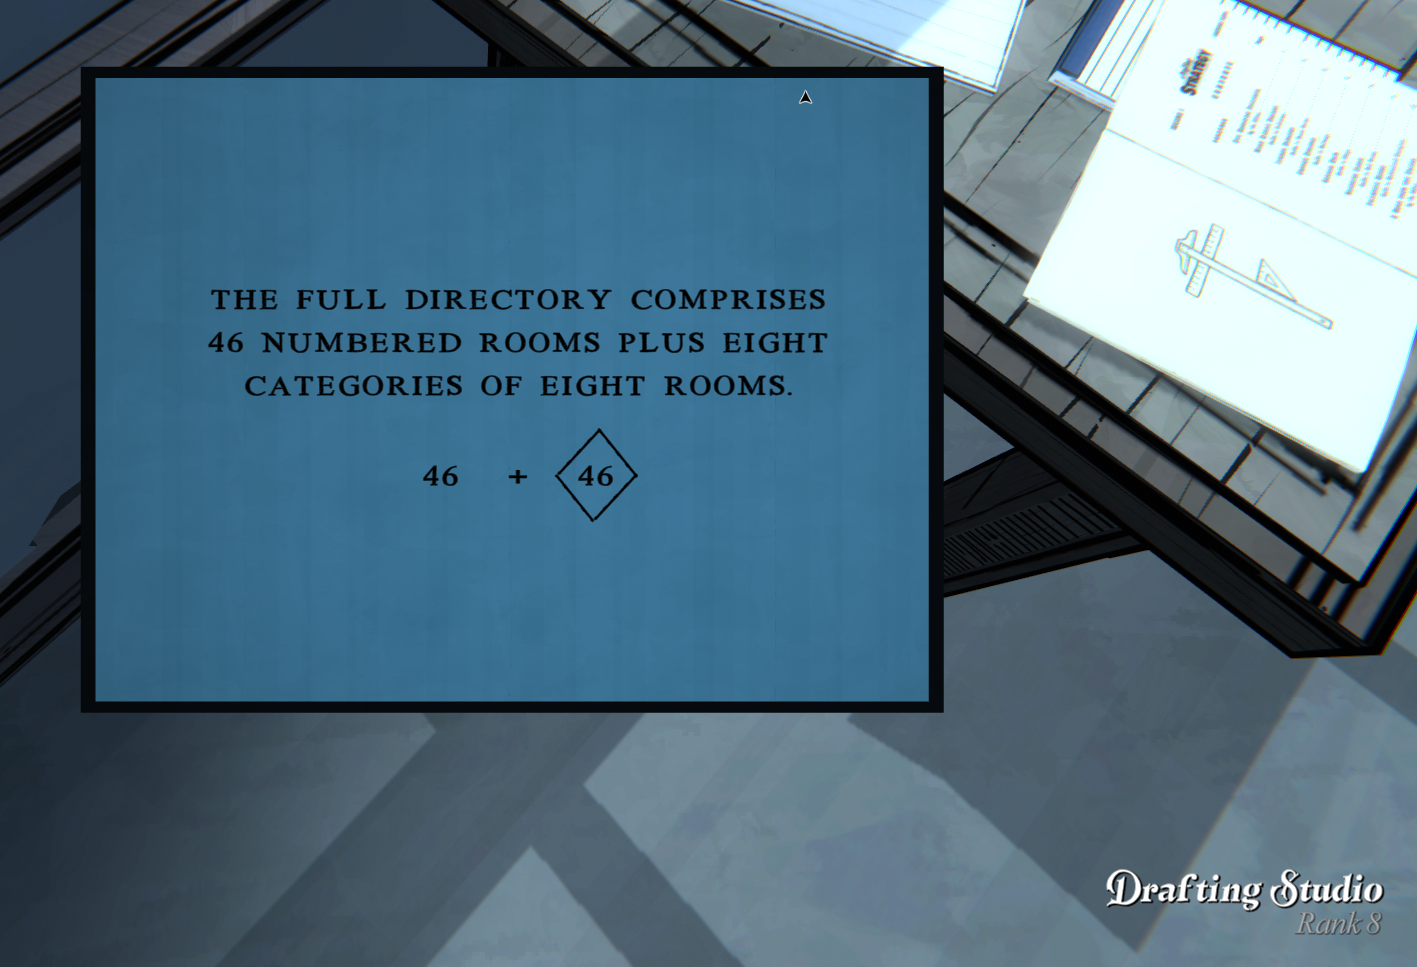 THE FULL DIRECTORY COMPRISES
46 NUMBERED ROOMS PLUS EIGHT
CATEGORIES OF EIGHT ROOMS.
46 + 46
STRATEGY
Drafting Studio
Rank 8